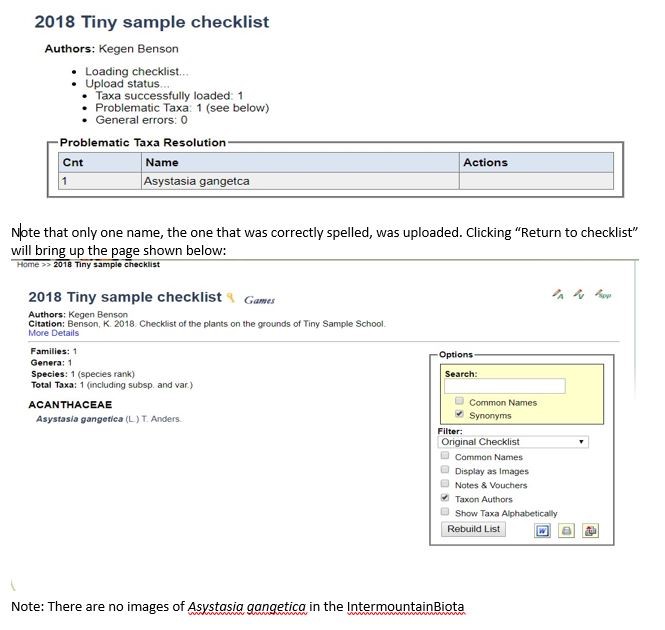 2018 Tiny sample checklist
Authors: Kegen Benson
Loading checklist...
Upload status...
Taxa successfully loaded: 1
Problematic Taxa: 1 (see below)
General errors: 0
Problematic Taxa Resolution
Cnt Name Actions
1 Asystasia gangetca
Note that only one name, the one that was correctly spelled, was uploaded. Clicking “Return to checklist”
will bring up the page shown below:
Home >> 2018 Tiny sample checklist
2018 Tiny sample checklist Games
A V spp
Authors: Kegen Benson
Citation: Benson, K. 2018. Checklist of the plants on the grounds of Tiny Sample School.
More Details
Families: 1
Genera: 1
Species: 1 (species rank)
Total Taxa: 1 (including subsp. and var.)
ACANTHACEAE
Asystasia gangetica (L.) T. Anders.
Options
Search:
Common Names
Synonyms
Filter:
Original Checklist
Common Names
Display as Images
Notes & Vouchers
Taxon Authors
Show Taxa Alphabetically
Rebuild List
W
Note: There are no images of Asystasia gangetica in the IntermountainBiota